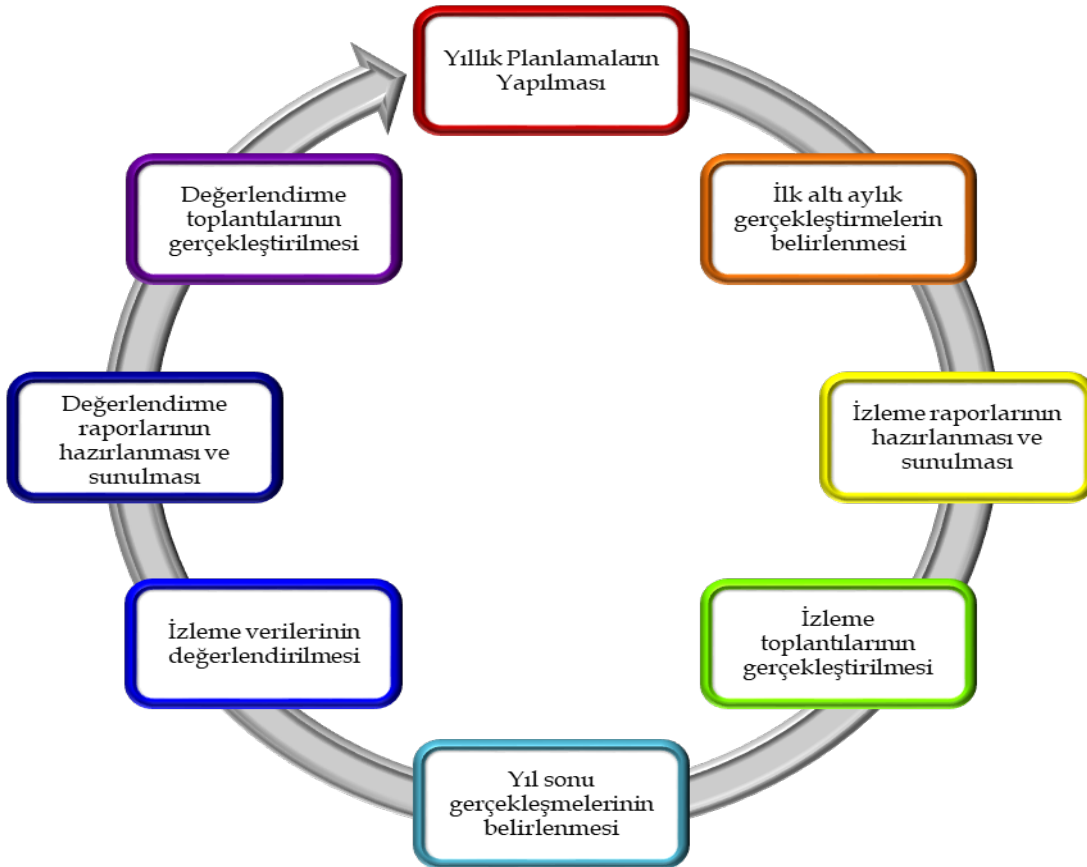 Yıllık Planlamaların
Yapılması
İlk altı aylık
gerçekleştirmelerin
belirlenmesi
İzleme raporlarının
hazırlanması ve
sunulması
İzleme
toplantılarının
gerçekleştirilmesi
Yıl sonu
gerçekleşmelerinin
belirlenmesi
İzleme verilerinin
değerlendirilmesi
Değerlendirme
raporlarının
hazırlanması ve
sunulması
Değerlendirme
toplantılarının
gerçekleştirilmesi